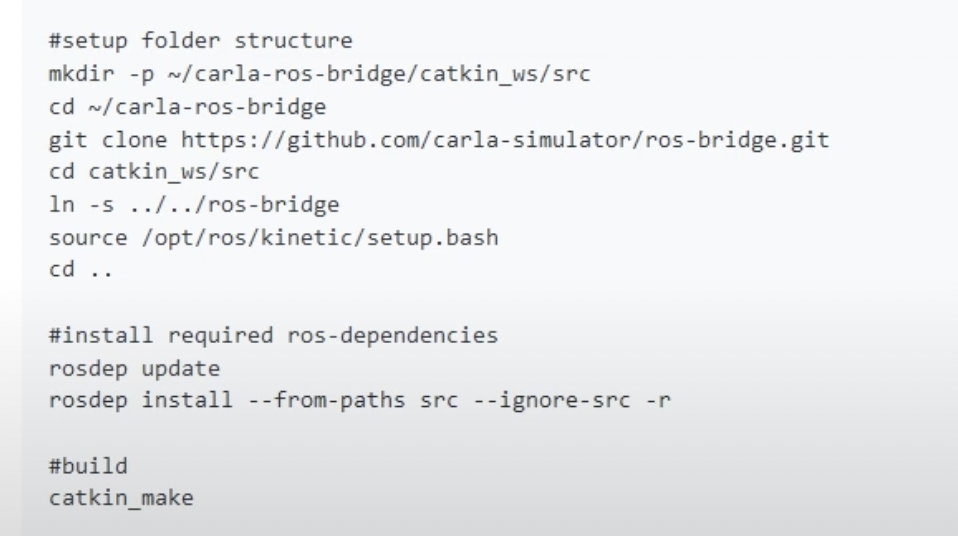 #setup folder structure
mkdir -p ~/carla-ros-bridge/catkin_ws/src
cd ~/carla-ros-bridge
git clone https://github.com/carla-simulator/ros-bridge.git
cd catkin_ws/src
ln -s ../../ros-bridge
source /opt/ros/kinetic/setup.bash
cd ..

#install required ros-dependencies
rosdep update
rosdep install --from-paths src --ignore-src -r

#build
catkin_make